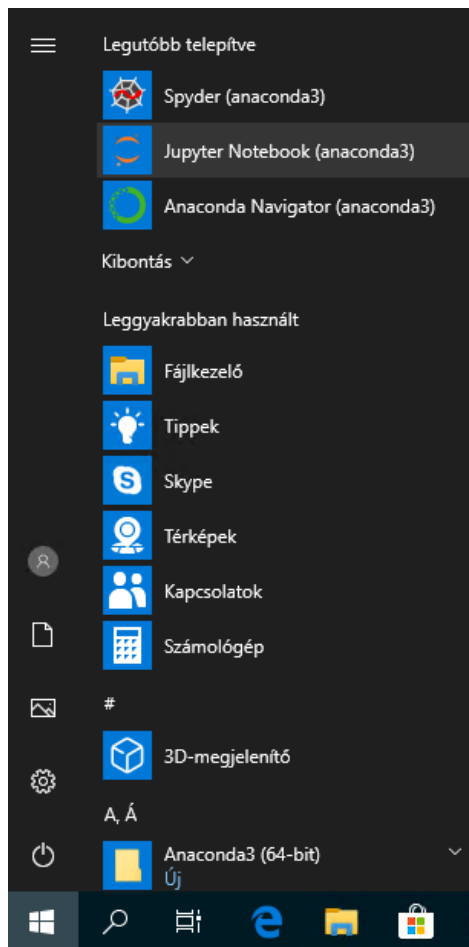 Legutóbb telepítve
Spyder (anaconda3)
Jupyter Notebook (anaconda3)
Anaconda Navigator (anaconda3)
Kibontás
Leggyakrabban használt
Fájlkezelő
Tippek
Skype
Térképek
Kapcsolatok
Számológép
#
3D-megjelenítő
A, Á
Anaconda3 (64-bit)
Új